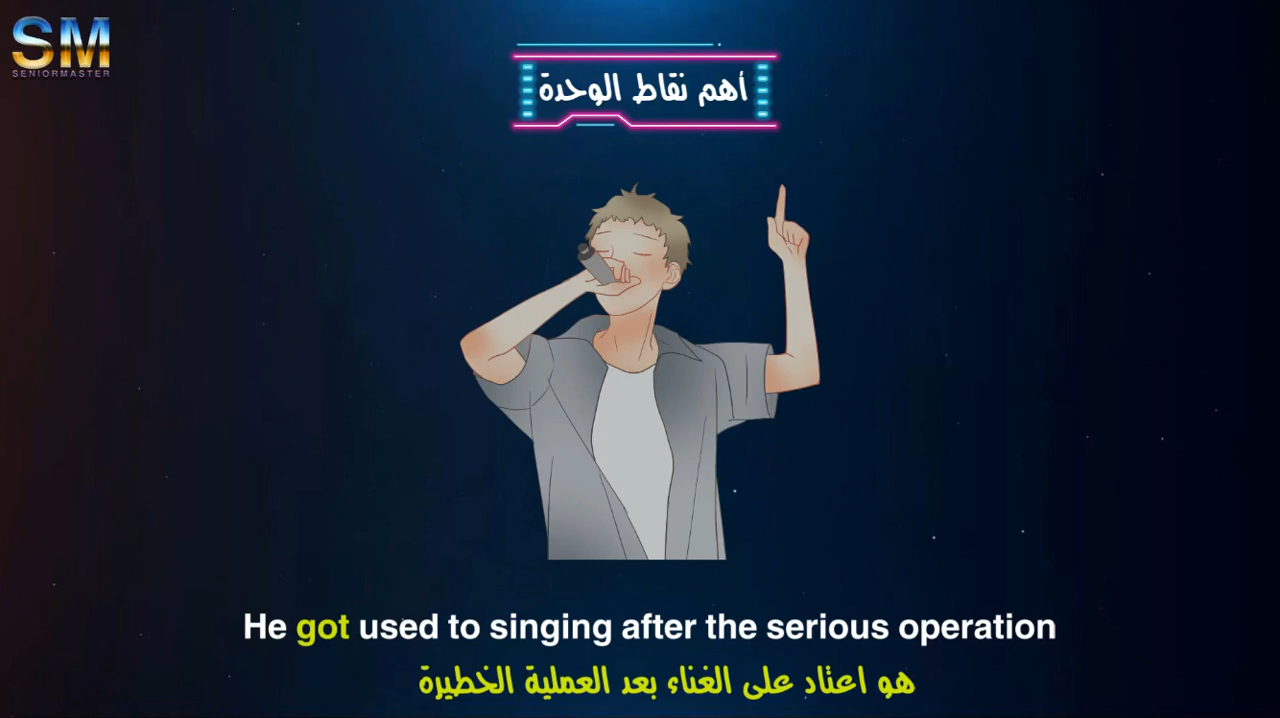 SM
SENIORMASTER
أهم نقاط الوحدة
He got used to singing after the serious operation
هو اعتاد على الغناء بعد العملية الخطيرة